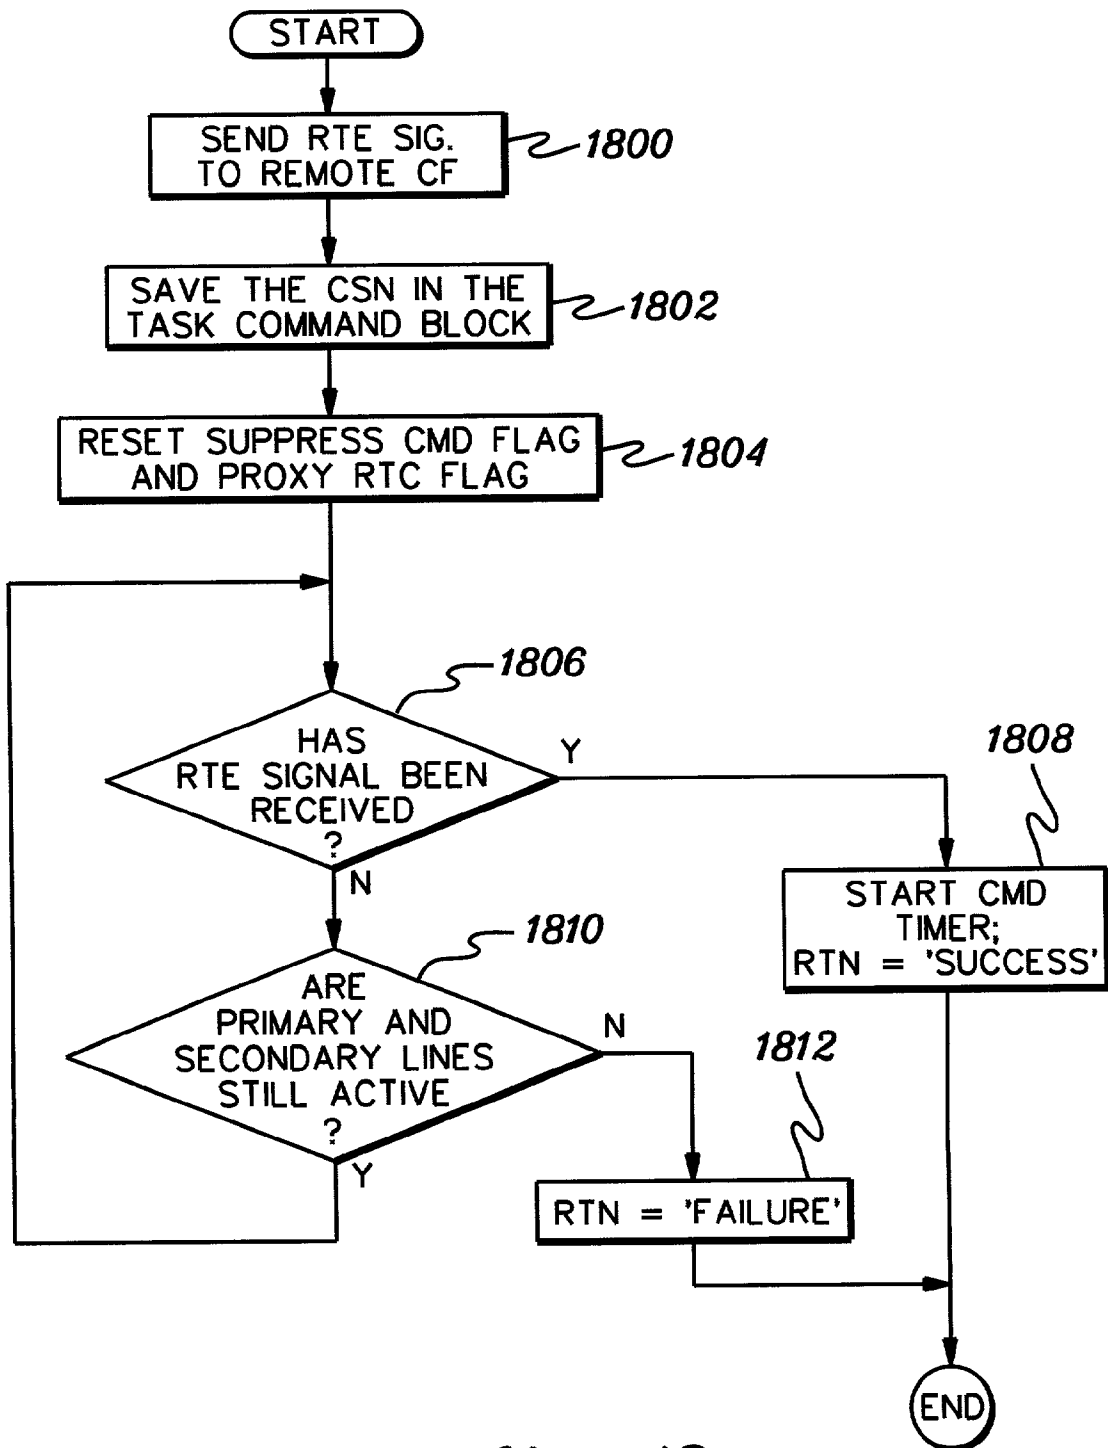 START
SEND RTE SIG.
TO REMOTE CF
1800
SAVE THE CSN IN THE
TASK COMMAND BLOCK
1802
RESET SUPPRESS CMD FLAG
AND PROXY RTC FLAG
1804
1806
HAS
RTE SIGNAL BEEN
RECEIVED
?
Y
N
1808
START CMD
TIMER;
RTN = 'SUCCESS'
1810
ARE
PRIMARY AND
SECONDARY LINES
STILL ACTIVE
?
N
Y
1812
RTN = 'FAILURE'
END